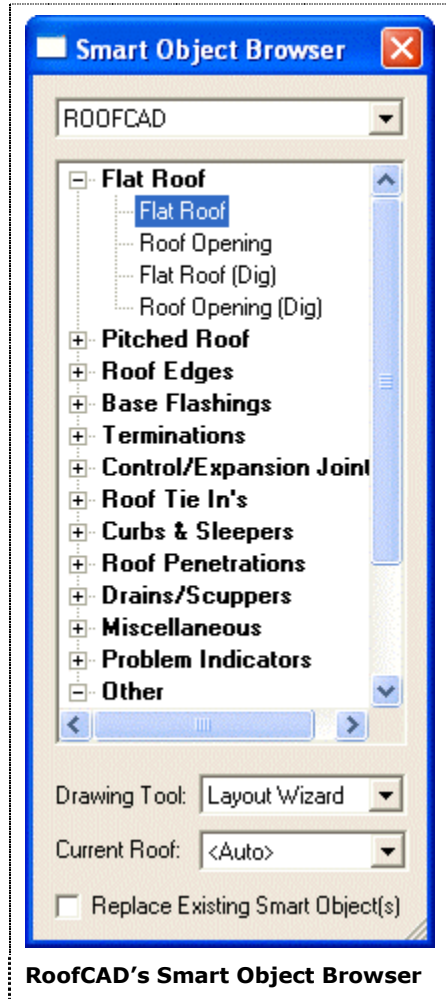 Smart Object Browser
ROOFCAD
Flat Roof
Flat Roof
Roof Opening
Flat Roof (Dig)
Roof Opening (Dig)
Pitched Roof
Roof Edges
Base Flashings
Terminations
Control/Expansion Joint
Roof Tie In's
Curbs & Sleepers
Roof Penetrations
Drains/Scuppers
Miscellaneous
Problem Indicators
Other
Drawing Tool: Layout Wizard
Current Roof: <Auto>
Replace Existing Smart Object(s)
RoofCAD's Smart Object Browser